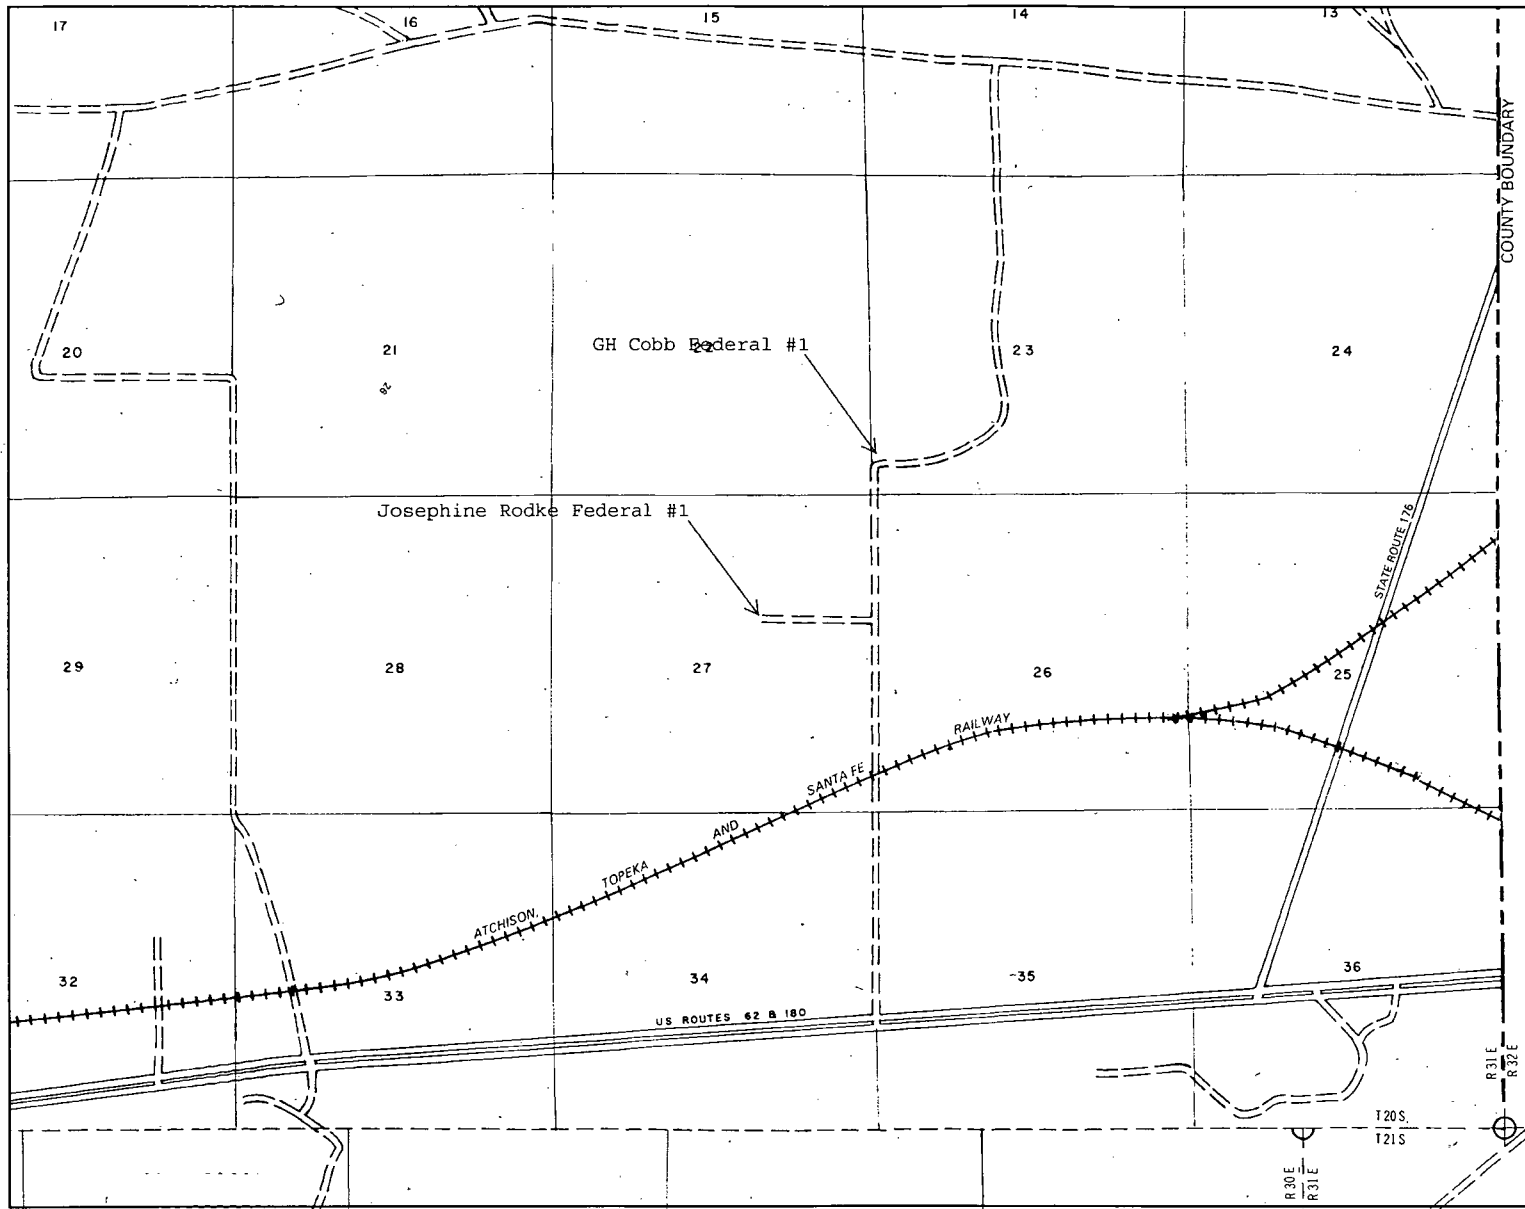 17
16
15
14
13
COUNTY BOUNDARY
20
21
GH Cobb Federal #1
22
23
24
28
Josephine Rodke Federal #1
STATE ROUTE 176
29
28
27
26
25
ATCHISON, TOPEKA AND SANTA FE RAILWAY
32
33
34
35
36
US ROUTES 62 & 180
R31E
R32E
T20S.
T21S
R30E
R31E